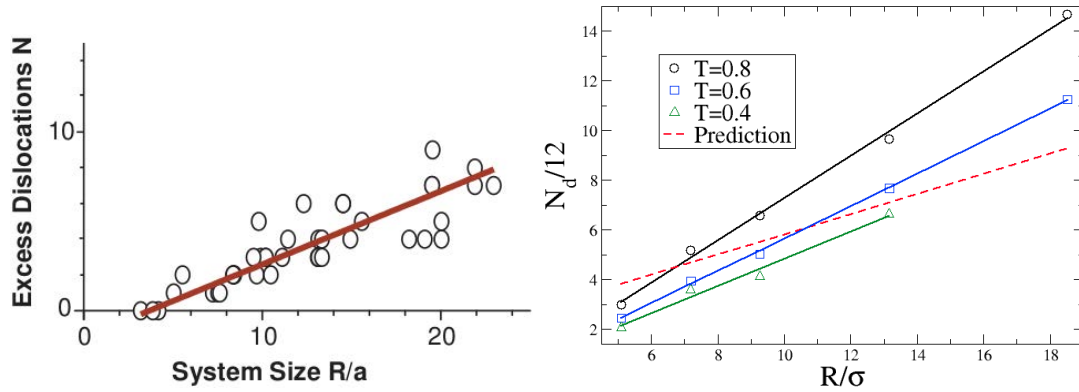 Excess Dislocations N
10
0
0
10
20
System Size R/a
N_d/12
14
12
10
8
6
4
2
T=0.8
T=0.6
T=0.4
Prediction
6
8
10
12
14
16
18
R/σ